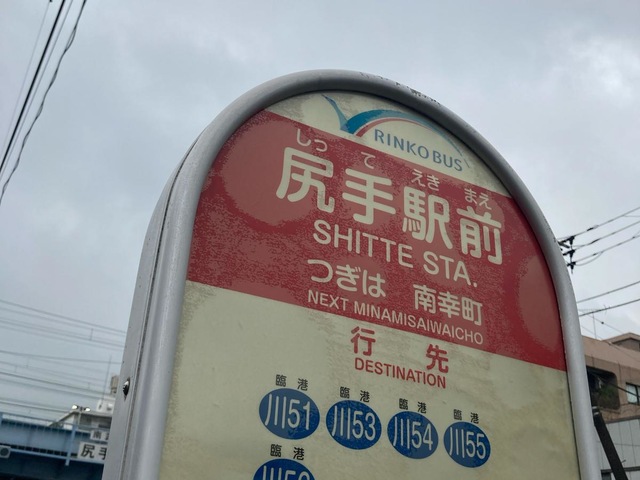 RINKO BUS
しって えき まえ
尻手駅前
SHITTE STA.
つぎは 南幸町
NEXT MINAMISAIWAICHO
行先
DESTINATION
臨港 臨港 臨港 臨港
川51 川53 川54 川55
臨港
尻手